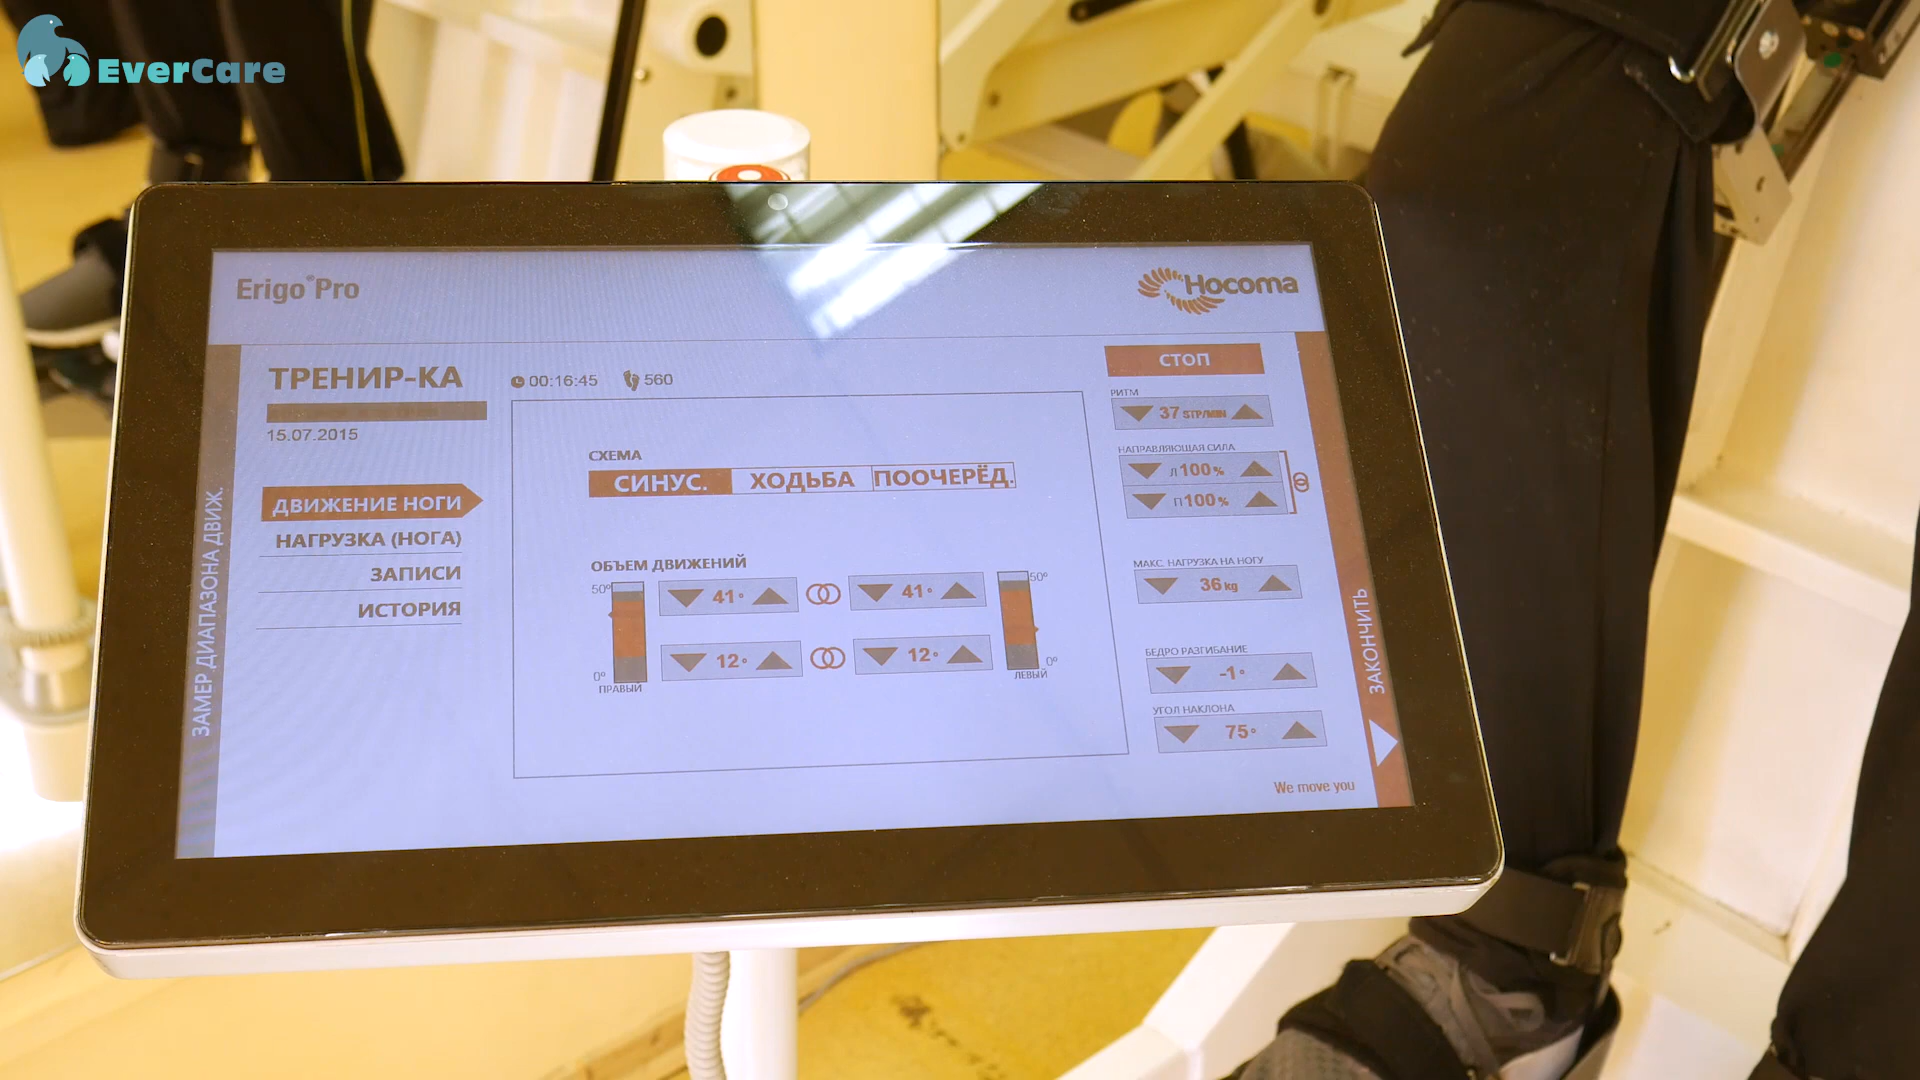 EverCare
Erigo®Pro
Hocoma
ТРЕНИР-КА
00:16:45
560
15.07.2015
СТОП
РИТМ
37 STP/MIN
НАПРАВЛЯЮЩАЯ СИЛА
Л 100 %
П 100 %
СХЕМА
СИНУС. ХОДЬБА ПООЧЕРЁД.
ДВИЖЕНИЕ НОГИ
НАГРУЗКА (НОГА)
ЗАПИСИ
ИСТОРИЯ
ОБЪЕМ ДВИЖЕНИЙ
50° 41° 41° 50°
12° 12°
0° 0°
ПРАВЫЙ ЛЕВЫЙ
МАКС. НАГРУЗКА НА НОГУ
36 kg
БЕДРО РАЗГИБАНИЕ
-1°
УГОЛ НАКЛОНА
75°
ЗАМЕР ДИАПАЗОНА ДВИЖ.
ЗАКОНЧИТЬ
We move you